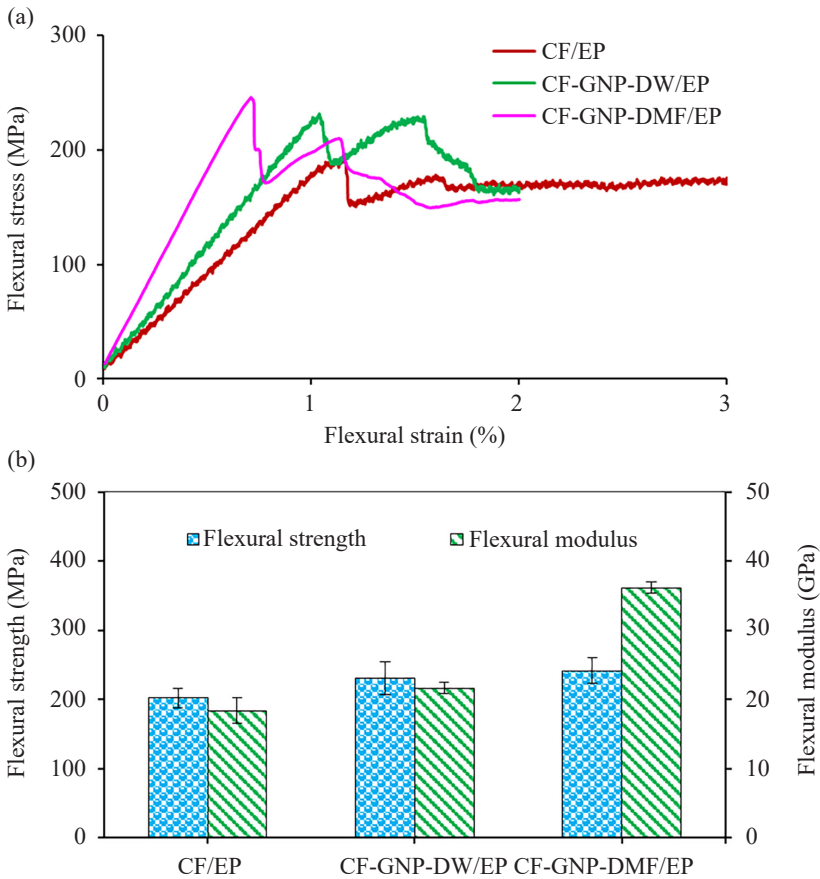 (a)
300
CF/EP
CF-GNP-DW/EP
CF-GNP-DMF/EP
200
100
0
Flexural stress (MPa)
0 1 2 3
Flexural strain (%)
(b)
500 50
Flexural strength Flexural modulus
400 40
300 30
200 20
100 10
0 0
Flexural strength (MPa)
Flexural modulus (GPa)
CF/EP CF-GNP-DW/EP CF-GNP-DMF/EP